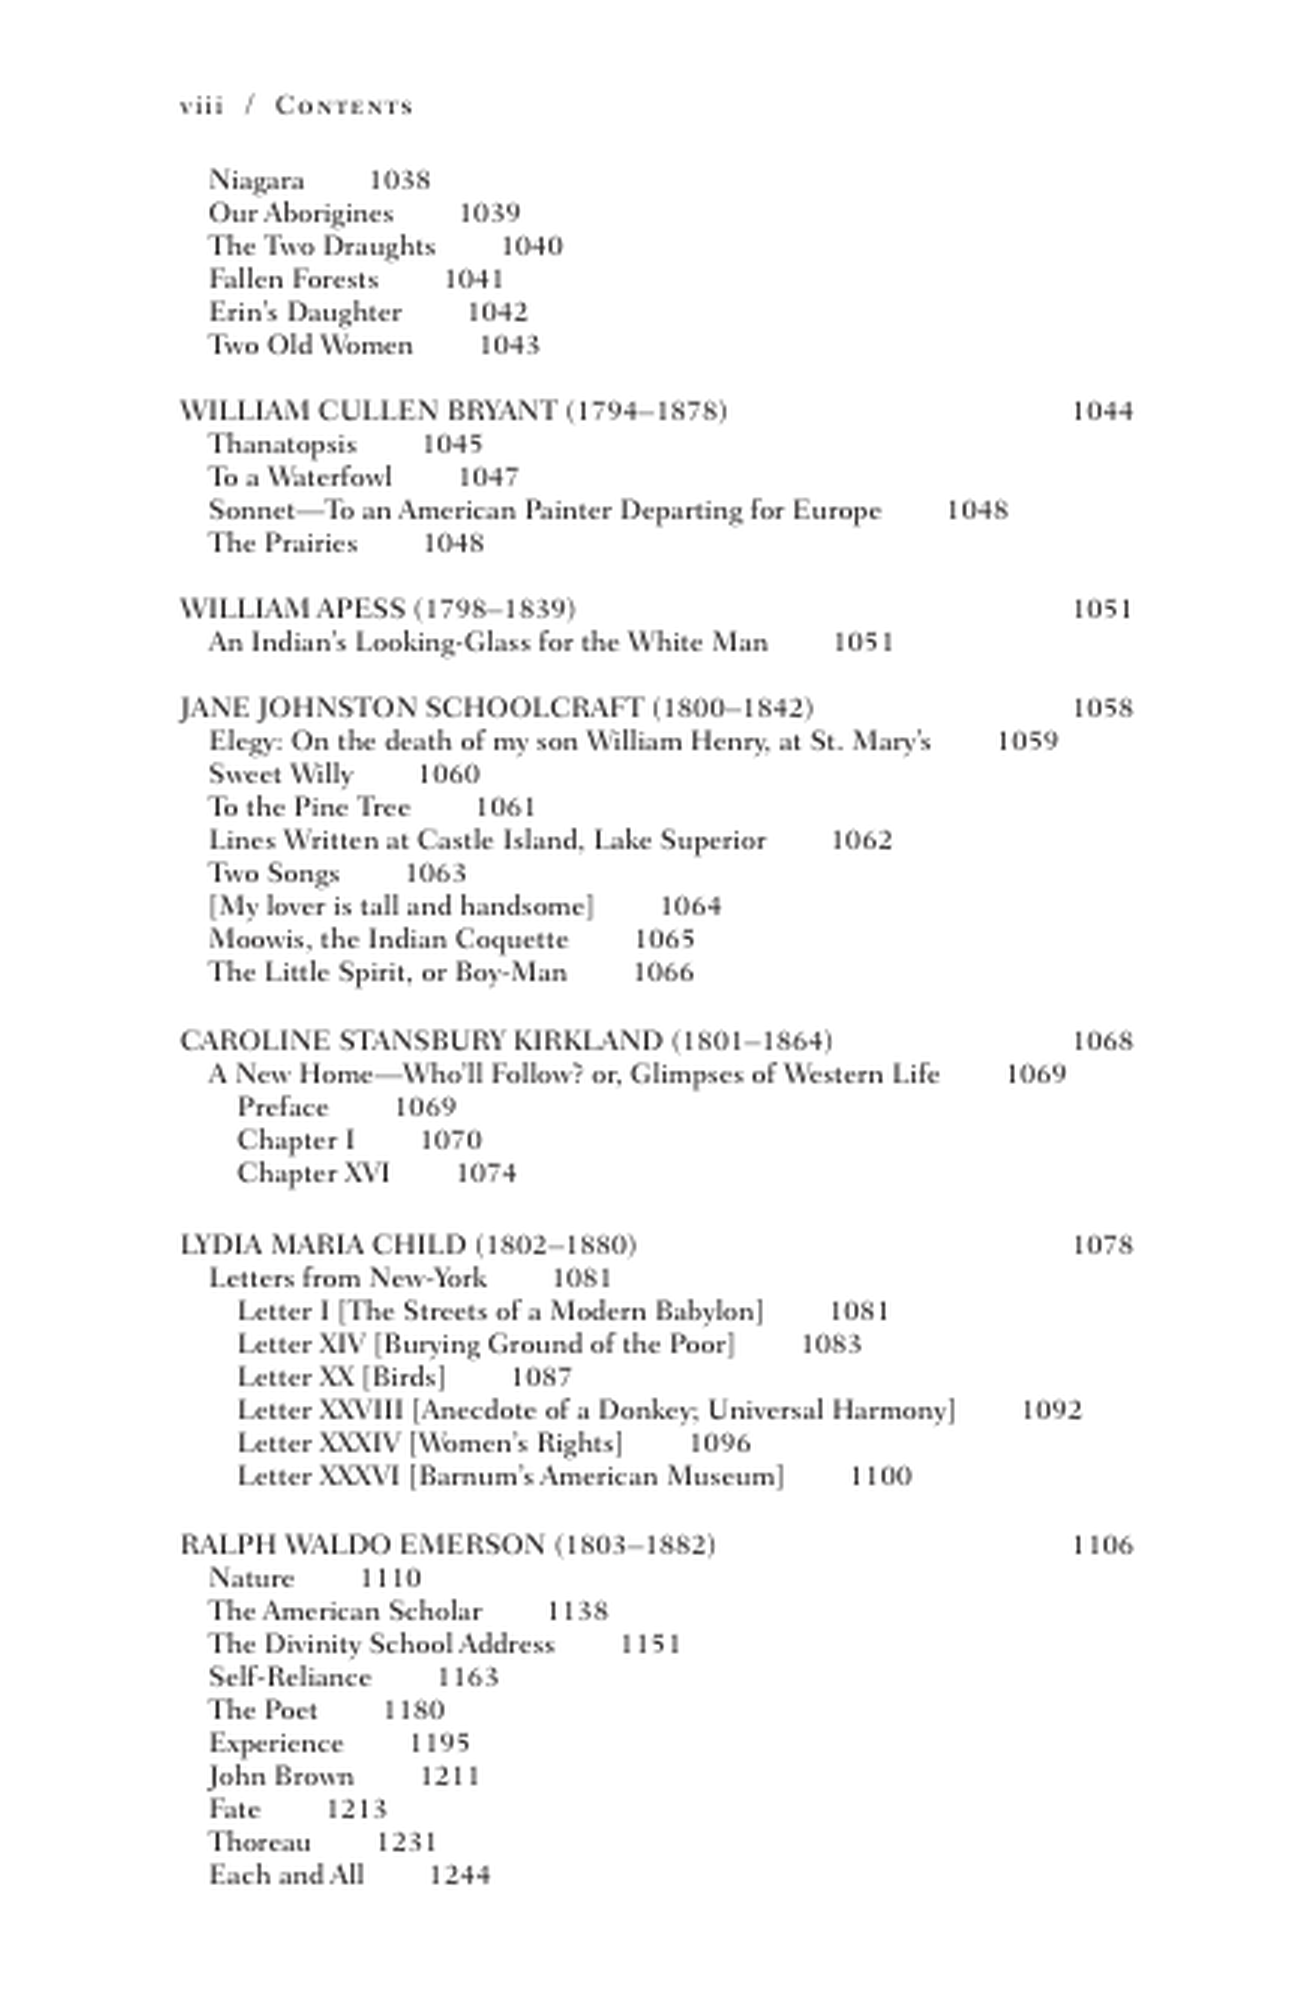 viii / CONTENTS
Niagara 1038
Our Aborigines 1039
The Two Draughts 1040
Fallen Forests 1041
Erin's Daughter 1042
Two Old Women 1043
WILLIAM CULLEN BRYANT (1794–1878) 1044
Thanatopsis 1045
To a Waterfowl 1047
Sonnet—To an American Painter Departing for Europe 1048
The Prairies 1048
WILLIAM APESS (1798–1839) 1051
An Indian's Looking-Glass for the White Man 1051
JANE JOHNSTON SCHOOLCRAFT (1800–1842) 1058
Elegy: On the death of my son William Henry, at St. Mary's 1059
Sweet Willy 1060
To the Pine Tree 1061
Lines Written at Castle Island, Lake Superior 1062
Two Songs 1063
[My lover is tall and handsome] 1064
Moowis, the Indian Coquette 1065
The Little Spirit, or Boy-Man 1066
CAROLINE STANSBURY KIRKLAND (1801–1864) 1068
A New Home—Who'll Follow? or, Glimpses of Western Life 1069
Preface 1069
Chapter I 1070
Chapter XVI 1074
LYDIA MARIA CHILD (1802–1880) 1078
Letters from New-York 1081
Letter I [The Streets of a Modern Babylon] 1081
Letter XIV [Burying Ground of the Poor] 1083
Letter XX [Birds] 1087
Letter XXVIII [Anecdote of a Donkey; Universal Harmony] 1092
Letter XXXIV [Women's Rights] 1096
Letter XXXVI [Barnum's American Museum] 1100
RALPH WALDO EMERSON (1803–1882) 1106
Nature 1110
The American Scholar 1138
The Divinity School Address 1151
Self-Reliance 1163
The Poet 1180
Experience 1195
John Brown 1211
Fate 1213
Thoreau 1231
Each and All 1244